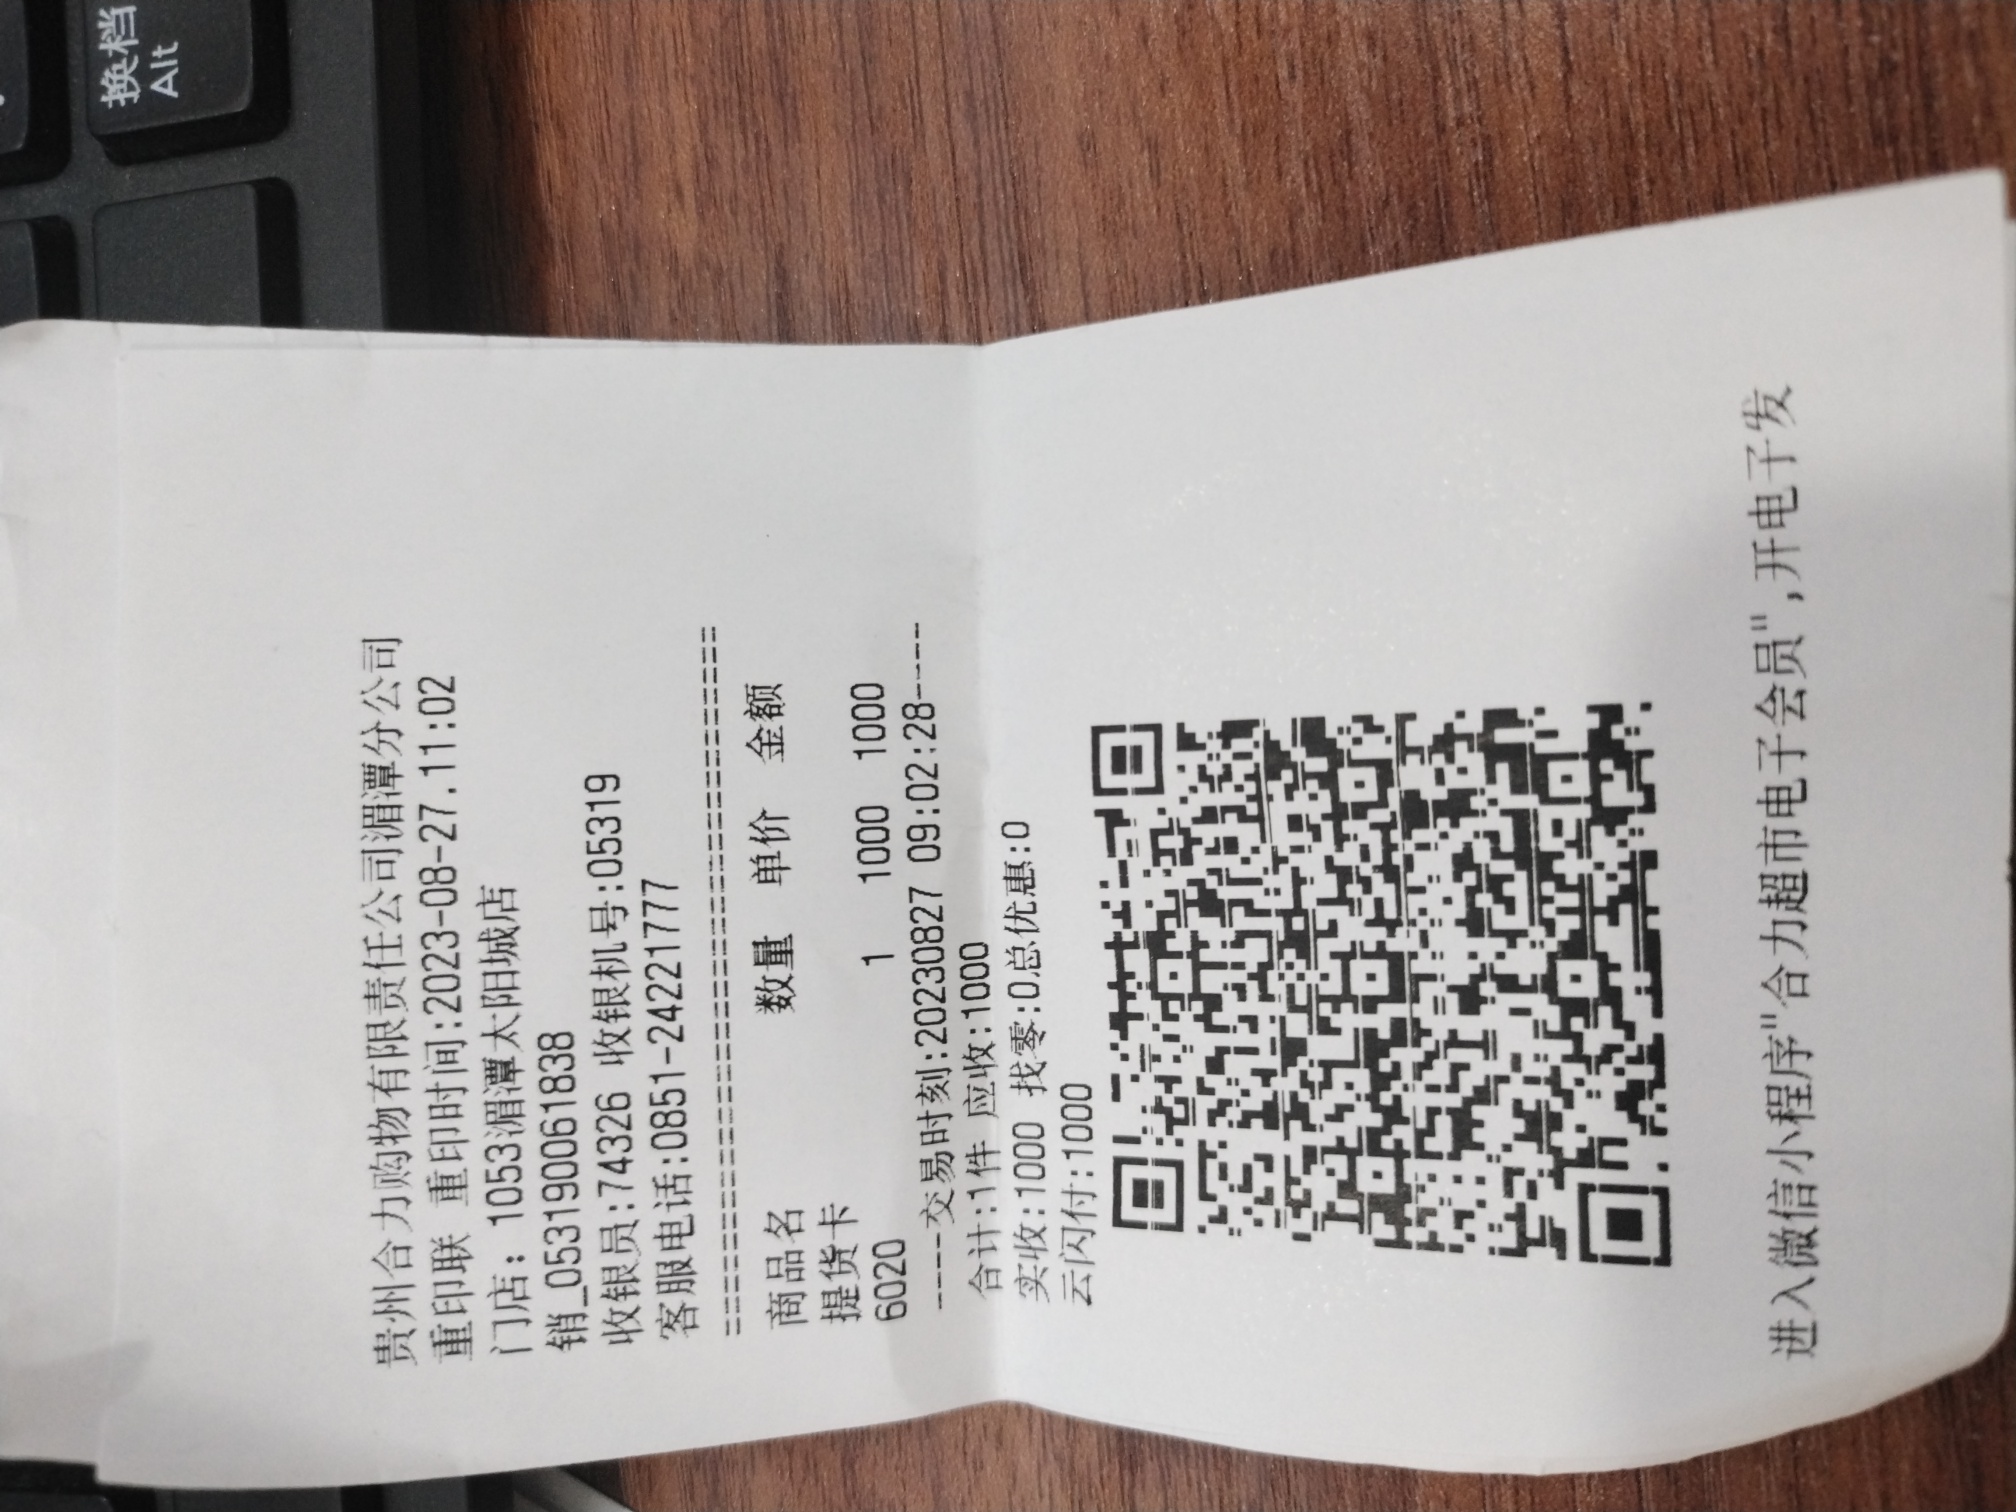 换档
Alt
贵州合力购物有限责任公司湄潭分公司
重印联 重印时间:2023-08-27.11:02
门店: 1053湄潭太阳城店
销_053190061838
收银员:74326 收银机号:05319
客服电话:0851-24221777
================================
商品名 数量 单价 金额
提货卡
6020 1 1000 1000
----交易时刻:20230827 09:02:28----
合计:1件 应收:1000
实收:1000 找零:0总优惠:0
云闪付:1000
进入微信小程序"合力超市电子会员",开电子发